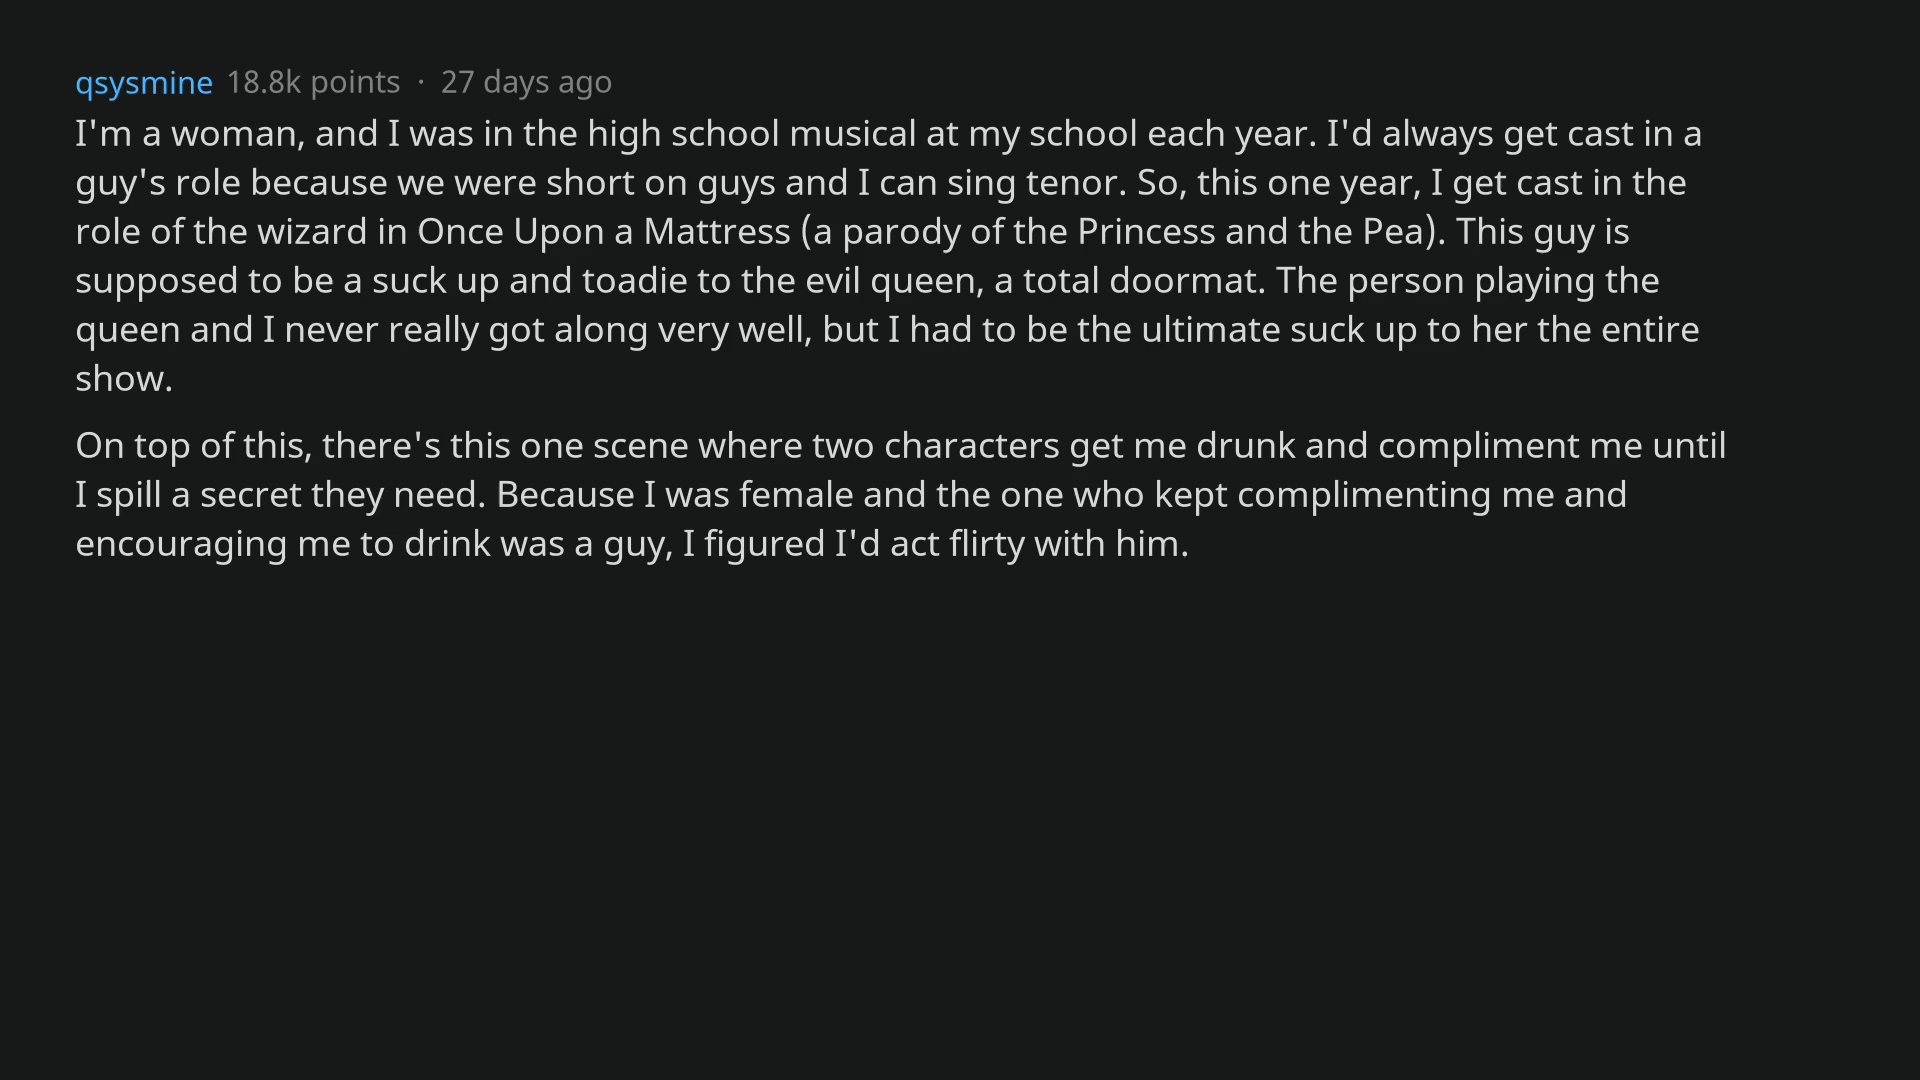 qsysmine 18.8k points · 27 days ago
I'm a woman, and I was in the high school musical at my school each year. I'd always get cast in a
guy's role because we were short on guys and I can sing tenor. So, this one year, I get cast in the
role of the wizard in Once Upon a Mattress (a parody of the Princess and the Pea). This guy is
supposed to be a suck up and toadie to the evil queen, a total doormat. The person playing the
queen and I never really got along very well, but I had to be the ultimate suck up to her the entire
show.
On top of this, there's this one scene where two characters get me drunk and compliment me until
I spill a secret they need. Because I was female and the one who kept complimenting me and
encouraging me to drink was a guy, I figured I'd act flirty with him.